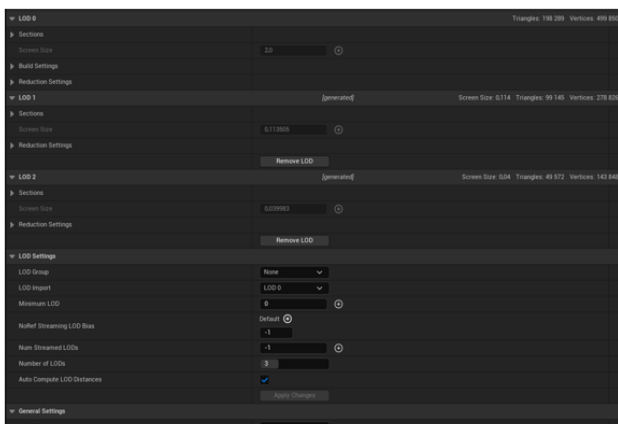 LOD 0 Triangles: 198 289 Vertices: 499 850
Sections
Screen Size 2,0
Build Settings
Reduction Settings
LOD 1 [generated] Screen Size: 0,114 Triangles: 99 145 Vertices: 278 826
Sections
Screen Size 0,113505
Reduction Settings
Remove LOD
LOD 2 [generated] Screen Size: 0,04 Triangles: 49 572 Vertices: 143 848
Sections
Screen Size 0,039983
Reduction Settings
Remove LOD
LOD Settings
LOD Group None
LOD Import LOD 0
Minimum LOD 0
Default
NoRef Streaming LOD Bias
-1
Num Streamed LODs -1
Number of LODs 3
Auto Compute LOD Distances
Apply Changes
General Settings